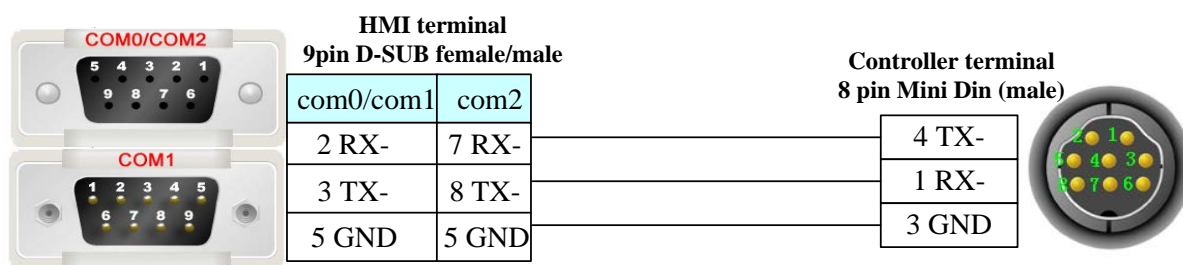 HMI terminal
9pin D-SUB female/male
COM0/COM2
5 4 3 2 1
9 8 7 6
COM1
1 2 3 4 5
6 7 8 9
com0/com1 com2
2 RX- 7 RX-
3 TX- 8 TX-
5 GND 5 GND
Controller terminal
8 pin Mini Din (male)
4 TX-
1 RX-
3 GND
2 1
5 4 3
8 7 6